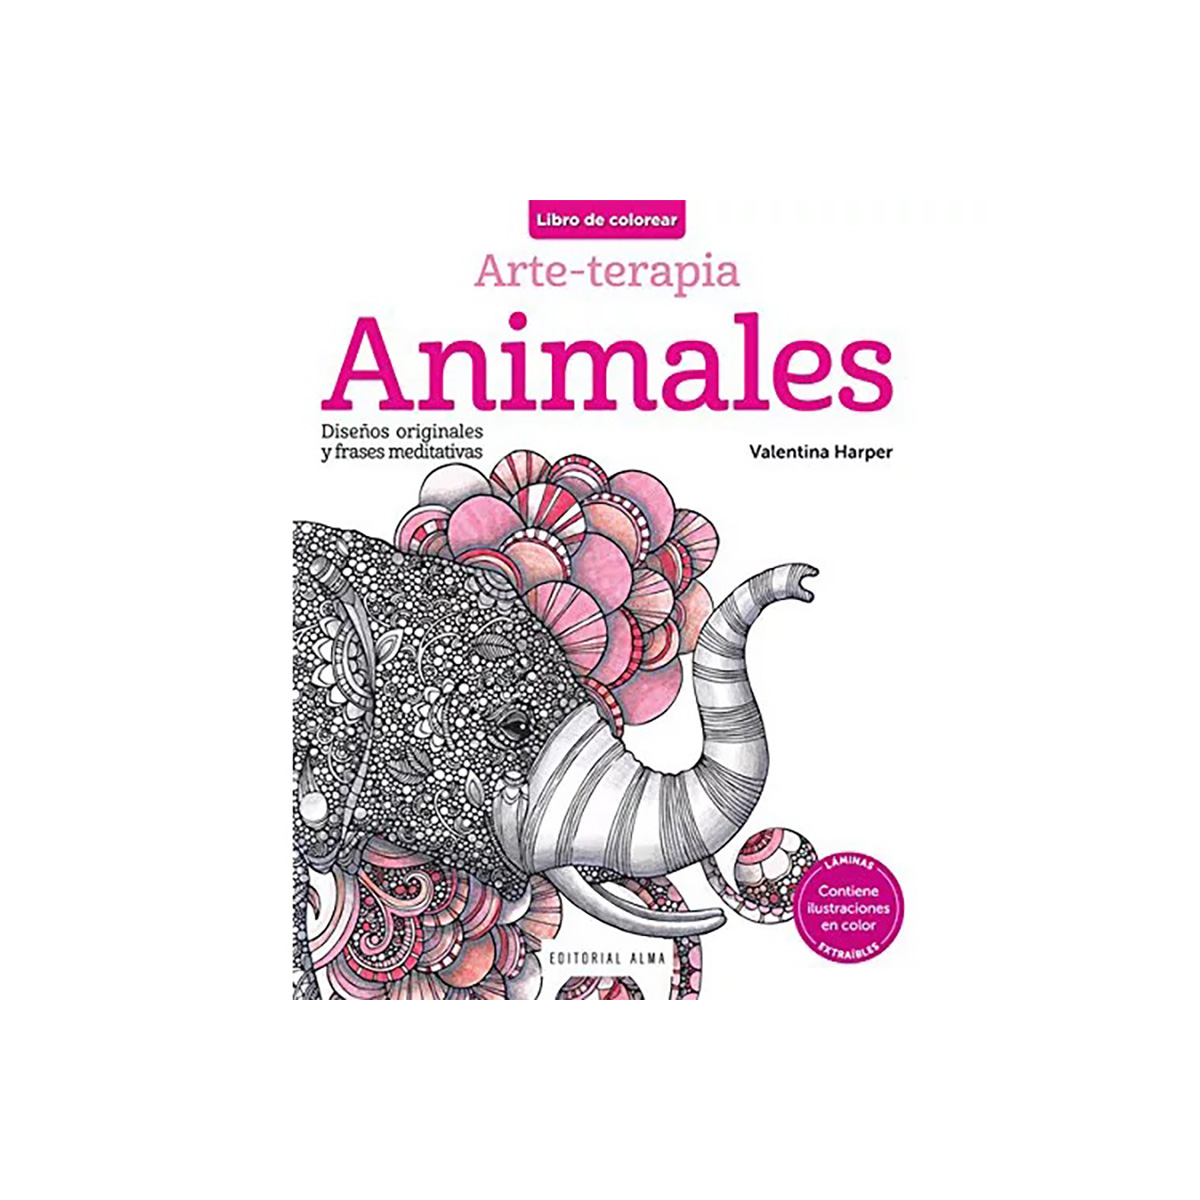 Libro de colorear
Arte-terapia
Animales
Diseños originales
y frases meditativas
Valentina Harper
LÁMINAS
Contiene
ilustraciones
en color
EXTRAÍBLES
EDITORIAL ALMA